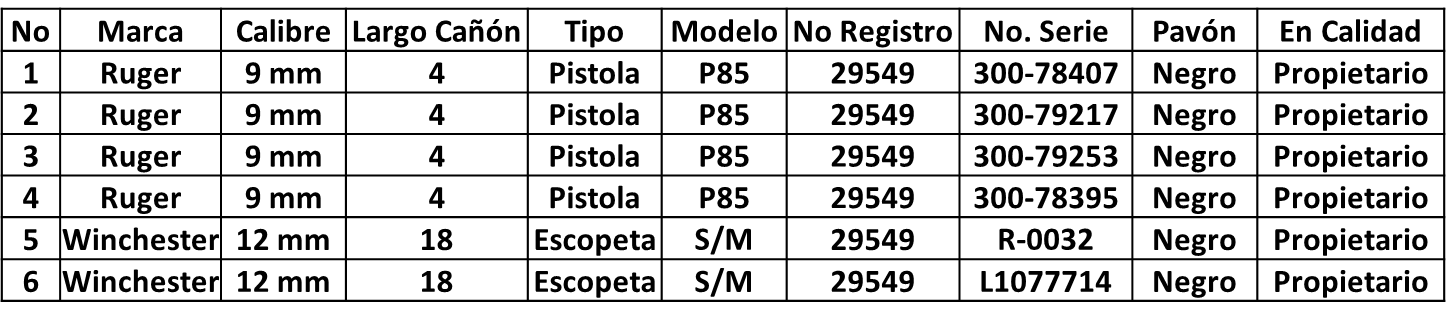 No Marca Calibre Largo Cañón Tipo Modelo No Registro No. Serie Pavón En Calidad
1 Ruger 9 mm 4 Pistola P85 29549 300-78407 Negro Propietario
2 Ruger 9 mm 4 Pistola P85 29549 300-79217 Negro Propietario
3 Ruger 9 mm 4 Pistola P85 29549 300-79253 Negro Propietario
4 Ruger 9 mm 4 Pistola P85 29549 300-78395 Negro Propietario
5 Winchester 12 mm 18 Escopeta S/M 29549 R-0032 Negro Propietario
6 Winchester 12 mm 18 Escopeta S/M 29549 L1077714 Negro Propietario